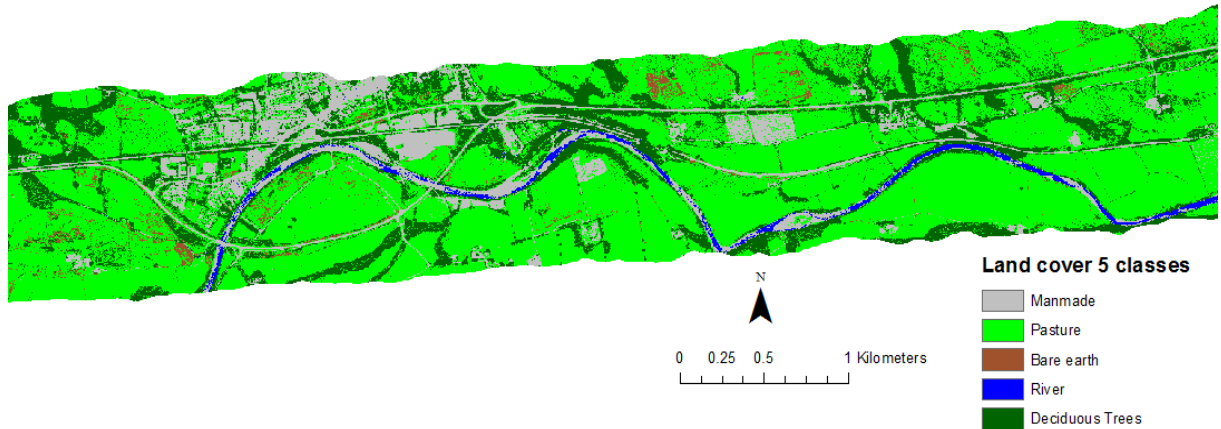 N
0 0.25 0.5 1 Kilometers
Land cover 5 classes
Manmade
Pasture
Bare earth
River
Deciduous Trees